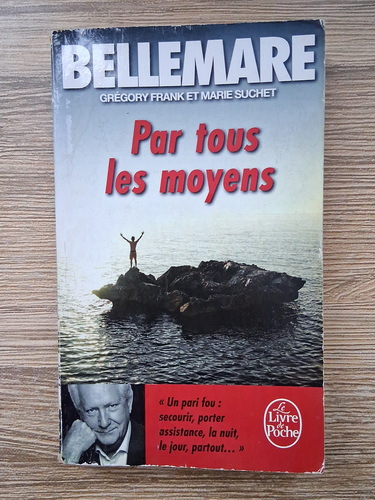 BELLEMARE
GRÉGORY FRANK ET MARIE SUCHET
Par tous
les moyens
« Un pari fou :
secourir, porter
assistance, la nuit,
le jour, partout... »
Le
Livre
de
Poche